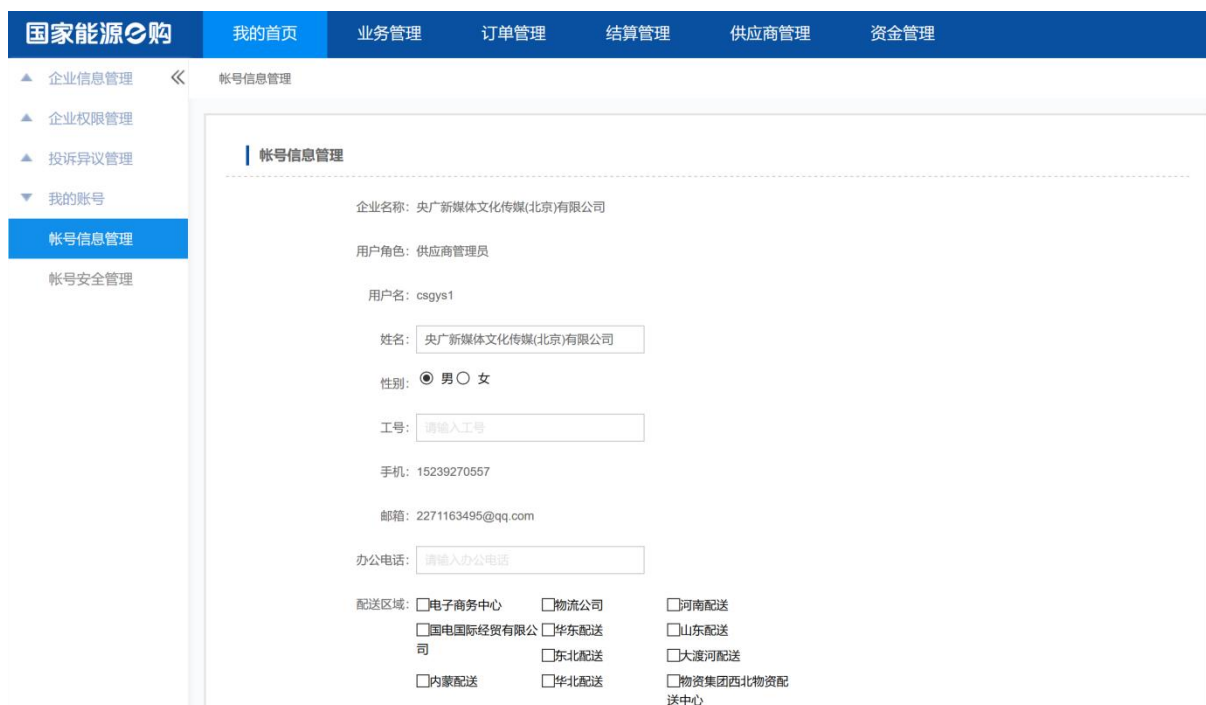 国家能源e购 我的首页 业务管理 订单管理 结算管理 供应商管理 资金管理
企业信息管理
帐号信息管理
企业权限管理
投诉异议管理
我的账号
帐号信息管理
帐号安全管理
帐号信息管理
企业名称：央广新媒体文化传媒(北京)有限公司
用户角色：供应商管理员
用户名：csgys1
姓名：央广新媒体文化传媒(北京)有限公司
性别：男 女
工号：请输入工号
手机：15239270557
邮箱：2271163495@qq.com
办公电话：请输入办公电话
配送区域：电子商务中心 物流公司 河南配送
国电国际经贸有限公司 华东配送 山东配送
东北配送 大渡河配送
内蒙配送 华北配送 物资集团西北物资配送中心